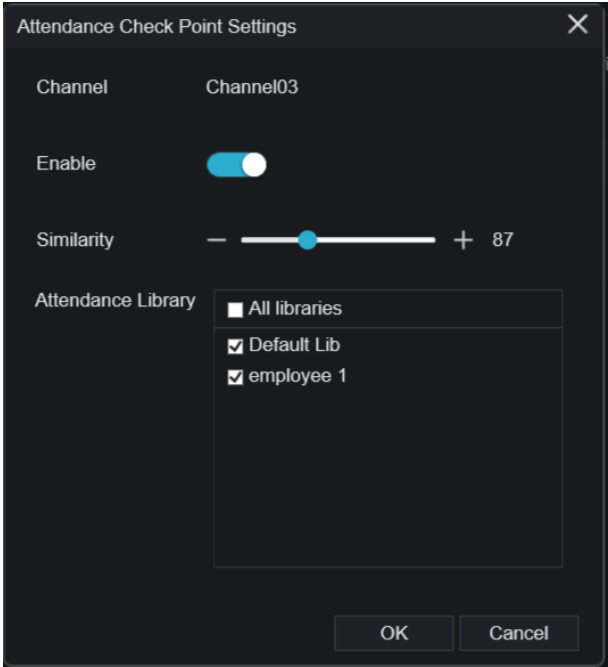 Attendance Check Point Settings
Channel Channel03
Enable
Similarity 87
Attendance Library
All libraries
Default Lib
employee 1
OK Cancel